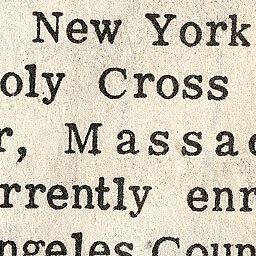 New York
oly Cross
r, Massac
rrently enr
ngeles Coun